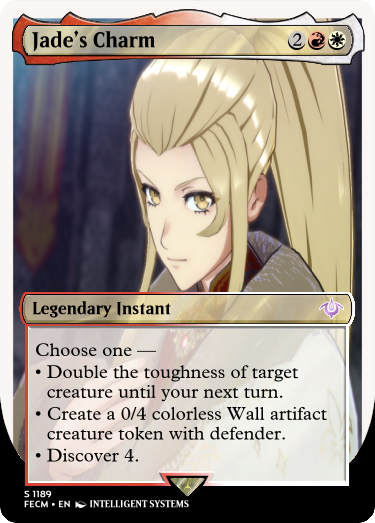 Jade's Charm 2
Legendary Instant
Choose one —
• Double the toughness of target
creature until your next turn.
• Create a 0/4 colorless Wall artifact
creature token with defender.
• Discover 4.
S 1189
FECM • EN INTELLIGENT SYSTEMS